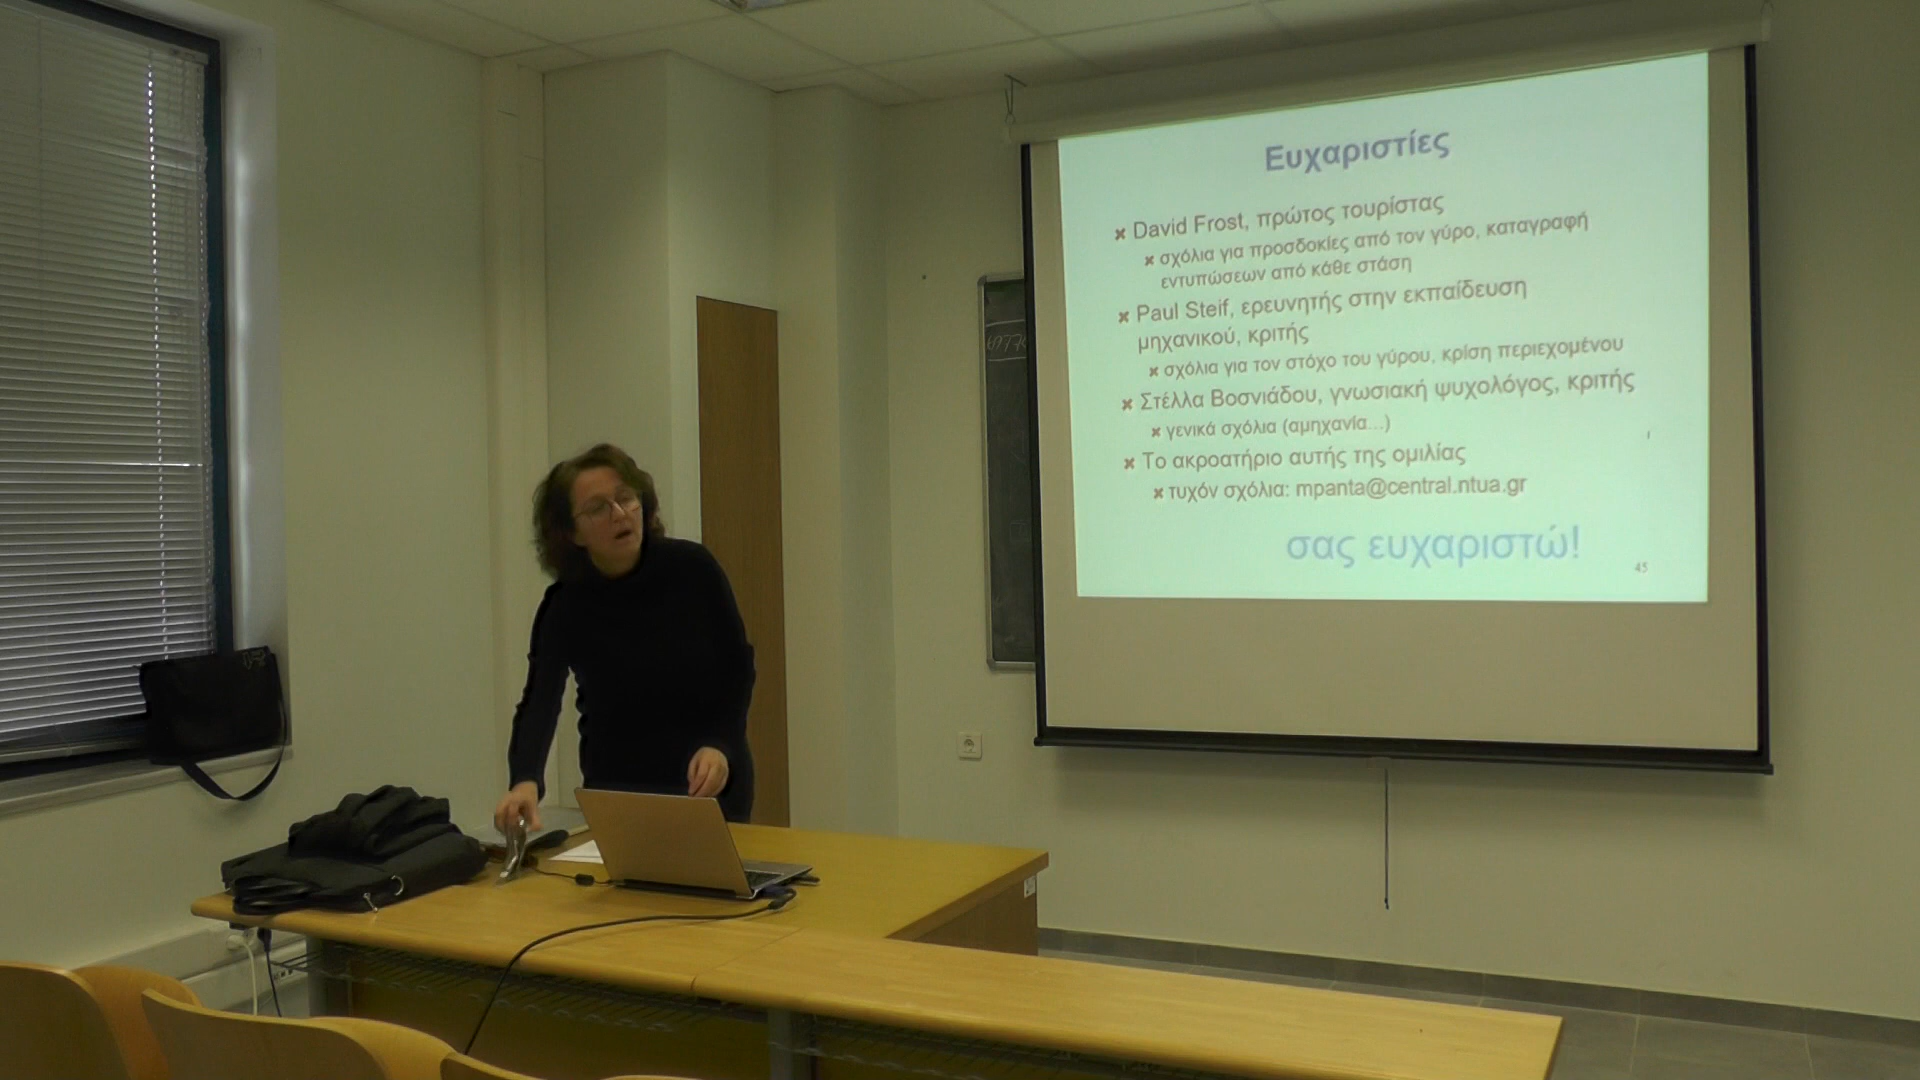 Ευχαριστίες
David Frost, πρώτος τουρίστας
σχόλια για προσδοκίες από τον γύρο, καταγραφή
εντυπώσεων από κάθε στάση
Paul Steif, ερευνητής στην εκπαίδευση
μηχανικού, κριτής
σχόλια για τον στόχο του γύρου, κρίση περιεχομένου
Στέλλα Βοσνιάδου, γνωσιακή ψυχολόγος, κριτής
γενικά σχόλια (αμηχανία...)
Το ακροατήριο αυτής της ομιλίας
τυχόν σχόλια: mpanta@central.ntua.gr
σας ευχαριστώ!
45